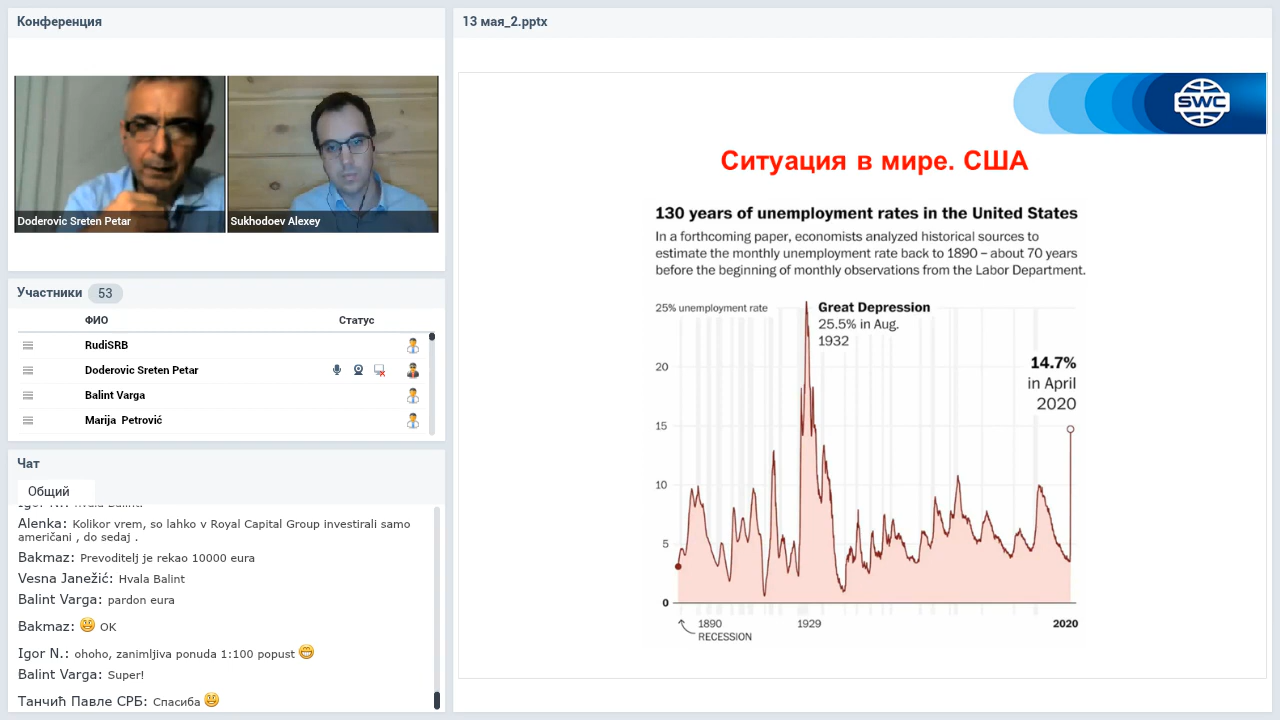 Конференция
Doderovic Sreten Petar
Sukhodoev Alexey
Участники 53
ФИО Статус
RudiSRB
Doderovic Sreten Petar
Balint Varga
Marija Petrović
Чат
Общий
Igor N.: hvala Balint!
Alenka: Kolikor vrem, so lahko v Royal Capital Group investirali samo
američani , do sedaj .
Bakmaz: Prevoditelj je rekao 10000 eura
Vesna Janežić: Hvala Balint
Balint Varga: pardon eura
Bakmaz: OK
Igor N.: ohoho, zanimljiva ponuda 1:100 popust
Balint Varga: Super!
Танчић Павле СРБ: Спасиба
13 мая_2.pptx
SWC
Ситуация в мире. США
130 years of unemployment rates in the United States
In a forthcoming paper, economists analyzed historical sources to
estimate the monthly unemployment rate back to 1890 – about 70 years
before the beginning of monthly observations from the Labor Department.
25% unemployment rate
Great Depression
25.5% in Aug.
1932
20
14.7%
in April
2020
15
10
5
0
1890
1929
2020
RECESSION